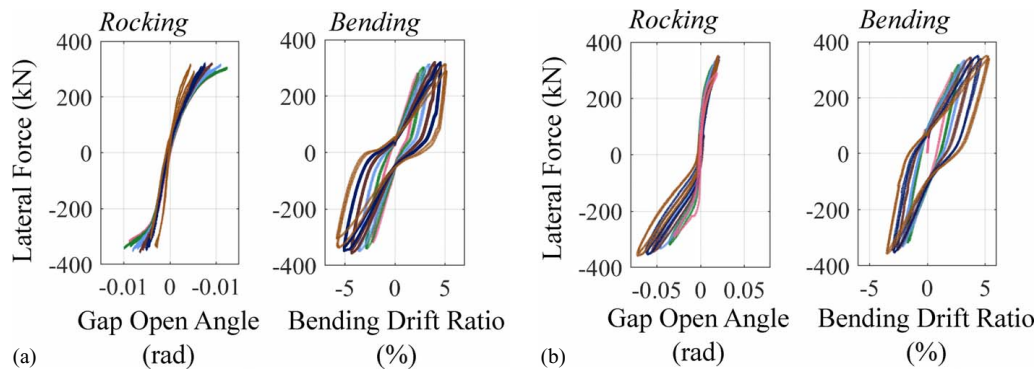 Rocking
Bending
Rocking
Bending
Lateral Force (kN)
400
200
0
-200
-400
-0.01 0 -0.01
-5 0 5
Gap Open Angle
(rad)
Bending Drift Ratio
(%)
(a)
Lateral Force (kN)
400
200
0
-200
-400
-0.05 0 0.05
-5 0 5
Gap Open Angle
(rad)
Bending Drift Ratio
(%)
(b)
400
200
0
-200
-400
400
200
0
-200
-400